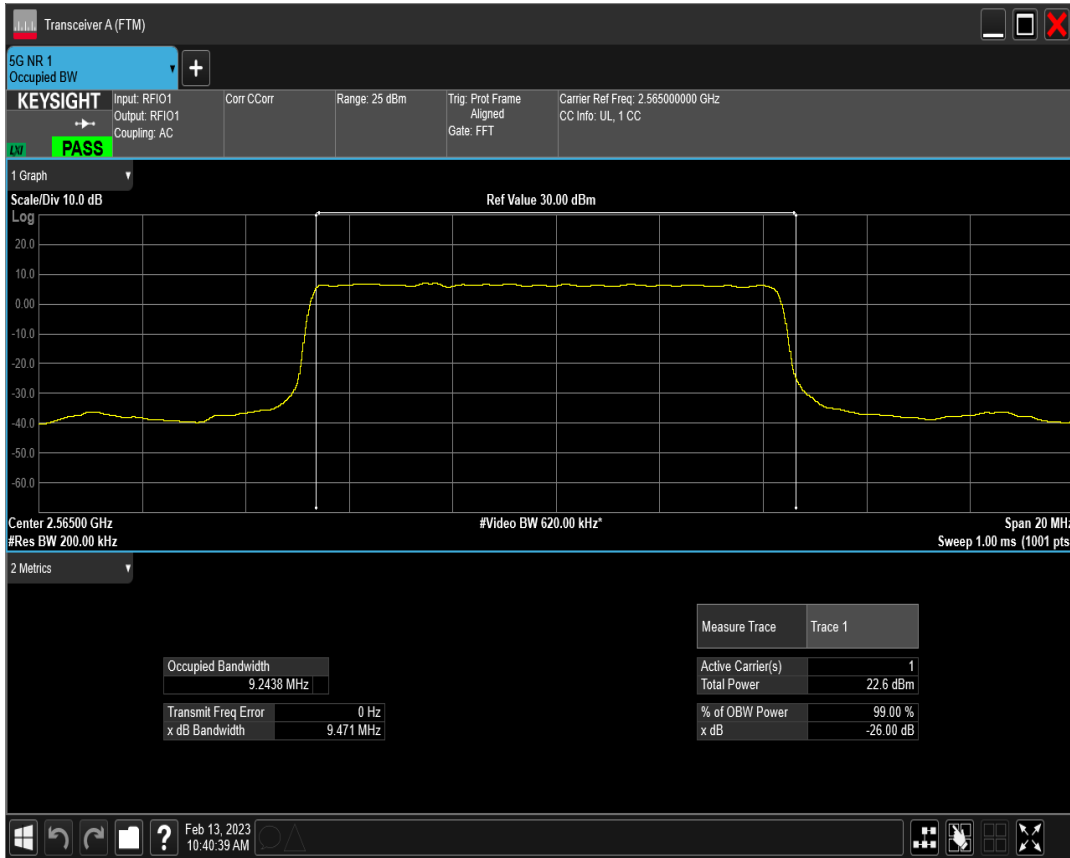 Transceiver A (FTM)
5G NR 1
Occupied BW
+
KEYSIGHT
LXI
PASS
Input: RFIO1
Output: RFIO1
Coupling: AC
Corr CCorr
Range: 25 dBm
Trig: Prot Frame
Aligned
Gate: FFT
Carrier Ref Freq: 2.565000000 GHz
CC Info: UL, 1 CC
1 Graph
Scale/Div 10.0 dB
Ref Value 30.00 dBm
Log
20.0
10.0
0.00
-10.0
-20.0
-30.0
-40.0
-50.0
-60.0
Center 2.56500 GHz
#Video BW 620.00 kHz*
Span 20 MHz
#Res BW 200.00 kHz
Sweep 1.00 ms (1001 pts
2 Metrics
Measure Trace Trace 1
Occupied Bandwidth
9.2438 MHz
Active Carrier(s) 1
Total Power 22.6 dBm
Transmit Freq Error 0 Hz
x dB Bandwidth 9.471 MHz
% of OBW Power 99.00 %
x dB -26.00 dB
?
Feb 13, 2023
10:40:39 AM